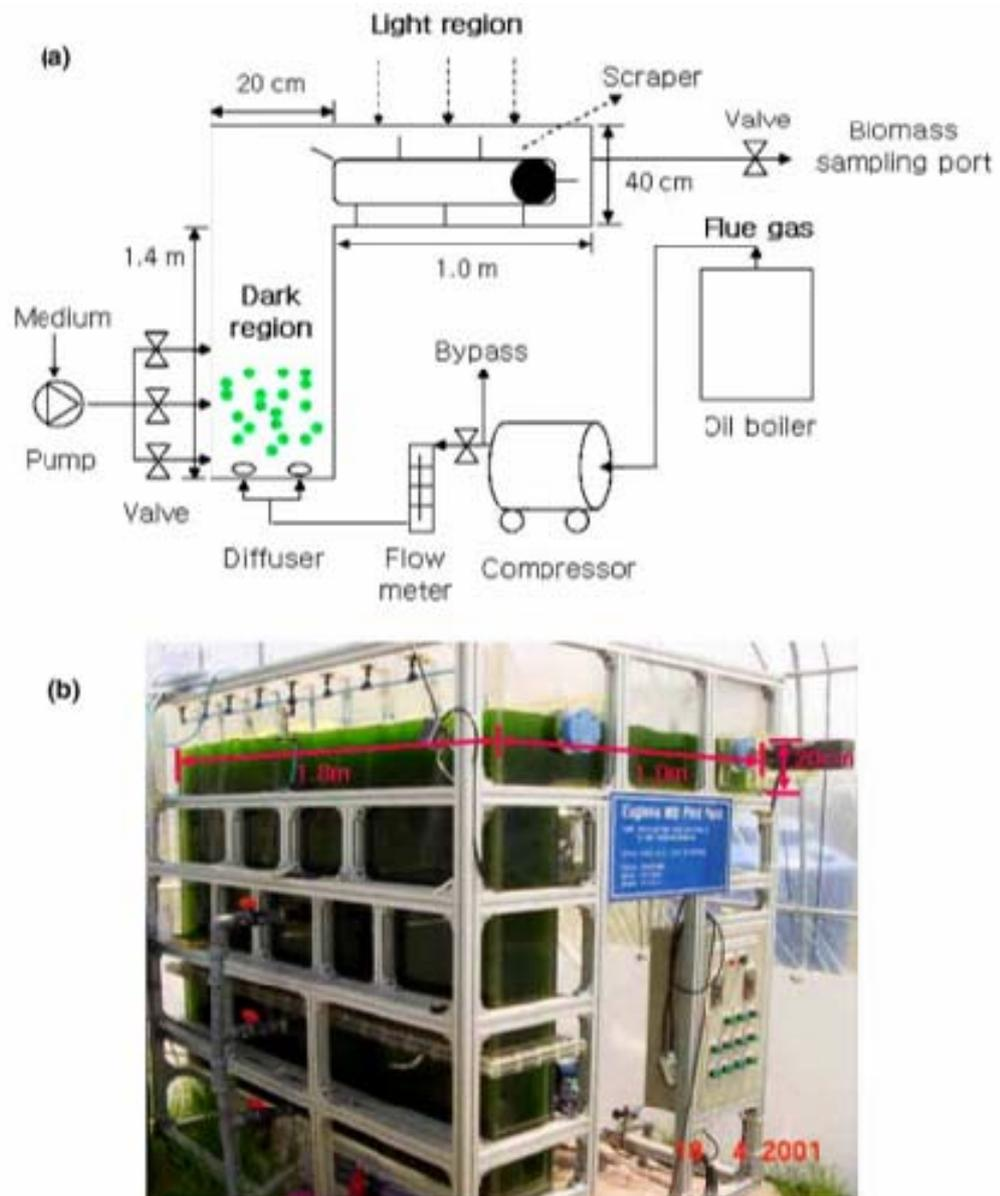 (a)
Light region
20 cm
Scraper
Valve
Biomass
sampling port
40 cm
Flue gas
1.4 m
1.0 m
Dark
region
Medium
Bypass
Pump
Oil boiler
Valve
Diffuser
Flow
meter
Compressor
(b)
1.8m
1.0m
20cm
4 2001